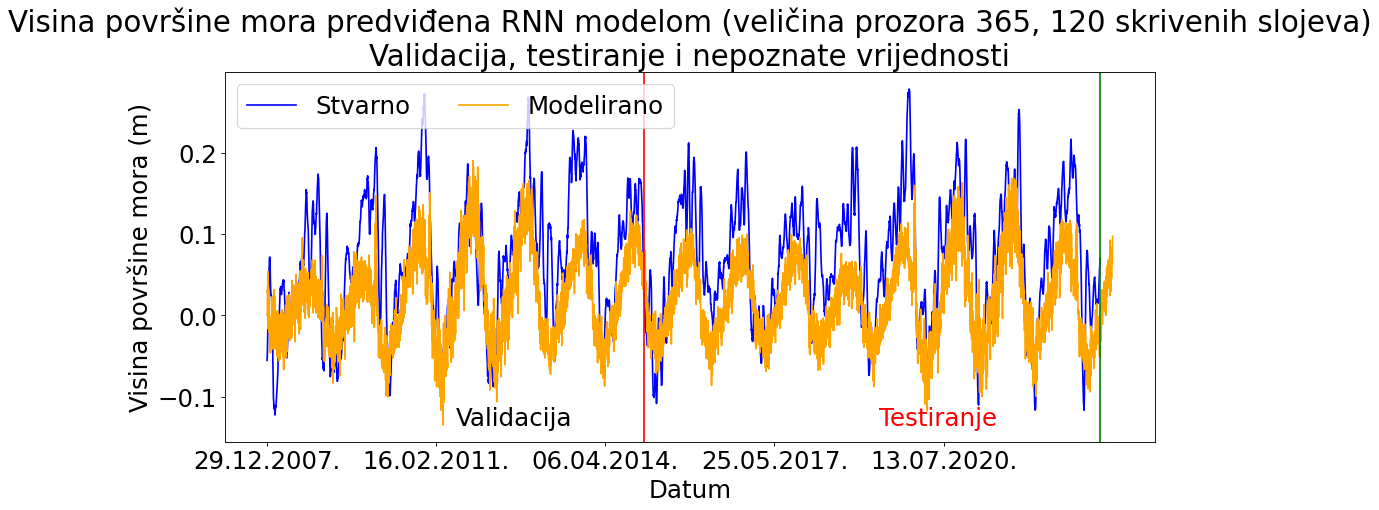 Visina površine mora predviđena RNN modelom (veličina prozora 365, 120 skrivenih slojeva)
Validacija, testiranje i nepoznate vrijednosti
Stvarno
Modelirano
Visina površine mora (m)
0.2
0.1
0.0
−0.1
Validacija
Testiranje
29.12.2007.
16.02.2011.
06.04.2014.
25.05.2017.
13.07.2020.
Datum